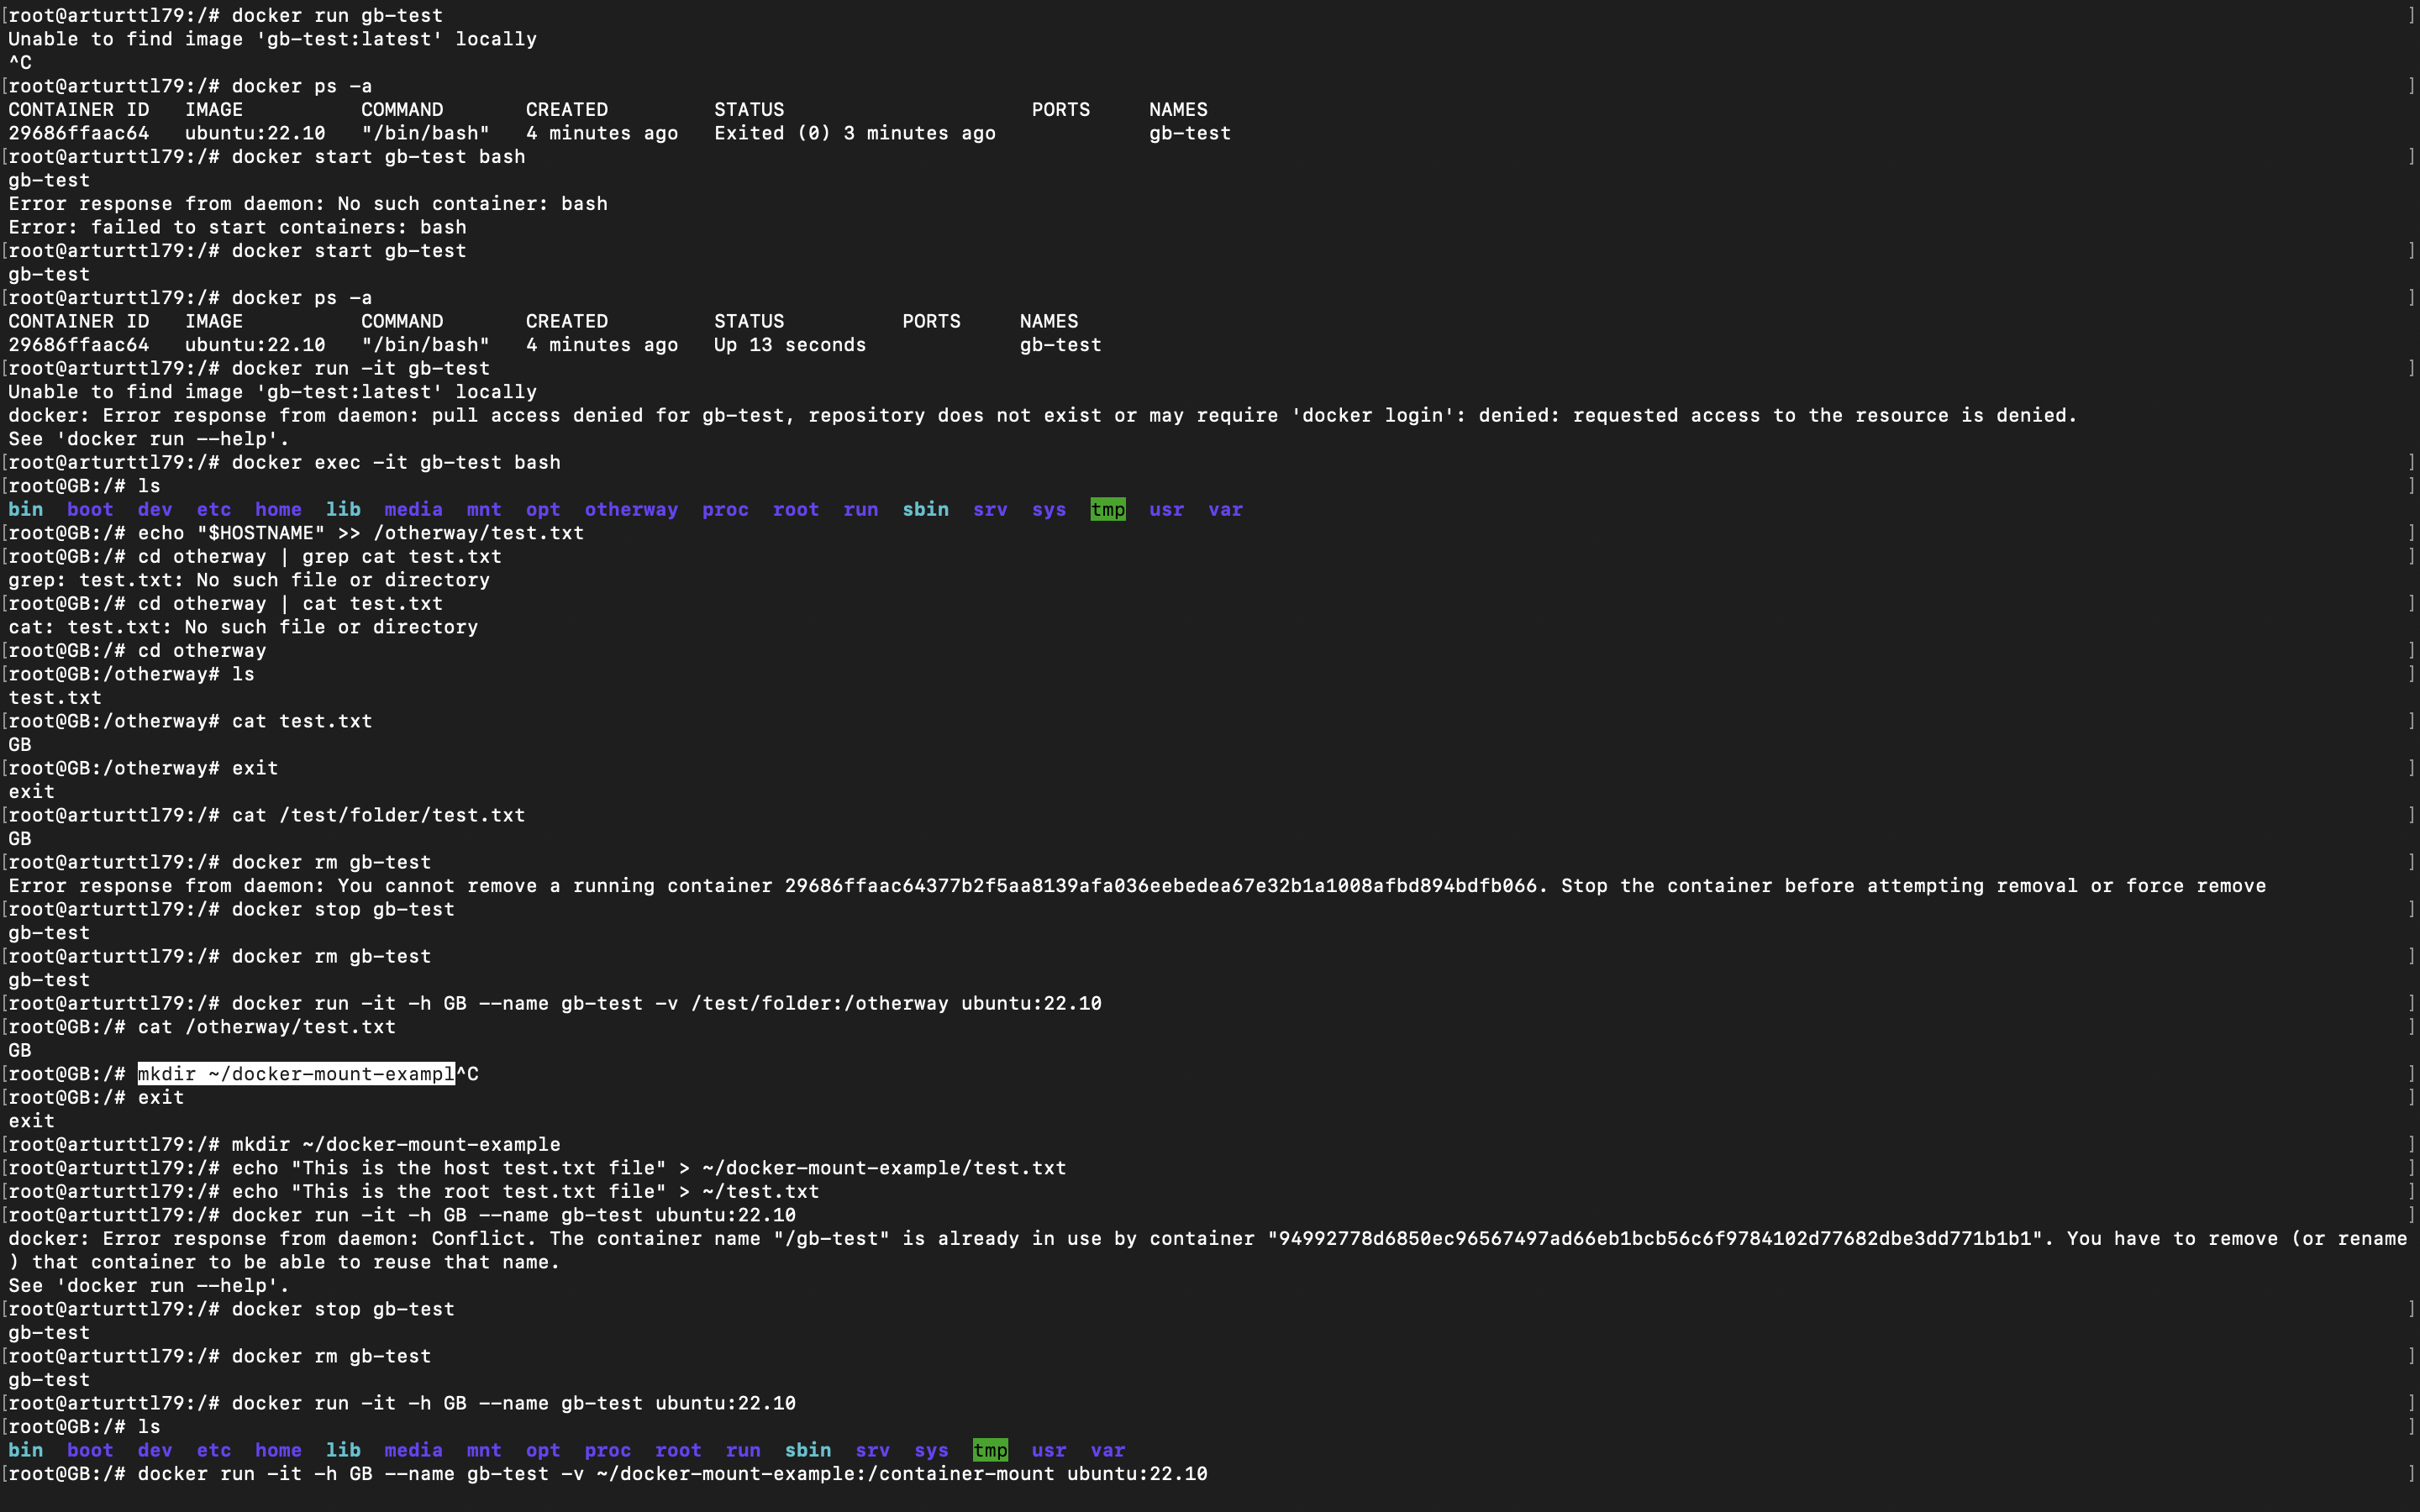 [root@arturttl79:/# docker run gb-test ]
Unable to find image 'gb-test:latest' locally
^C
[root@arturttl79:/# docker ps -a ]
CONTAINER ID   IMAGE          COMMAND       CREATED         STATUS                     PORTS     NAMES
29686ffaac64   ubuntu:22.10   "/bin/bash"   4 minutes ago   Exited (0) 3 minutes ago             gb-test
[root@arturttl79:/# docker start gb-test bash ]
gb-test
Error response from daemon: No such container: bash
Error: failed to start containers: bash
[root@arturttl79:/# docker start gb-test ]
gb-test
[root@arturttl79:/# docker ps -a ]
CONTAINER ID   IMAGE          COMMAND       CREATED         STATUS          PORTS     NAMES
29686ffaac64   ubuntu:22.10   "/bin/bash"   4 minutes ago   Up 13 seconds             gb-test
[root@arturttl79:/# docker run -it gb-test ]
Unable to find image 'gb-test:latest' locally
docker: Error response from daemon: pull access denied for gb-test, repository does not exist or may require 'docker login': denied: requested access to the resource is denied.
See 'docker run --help'.
[root@arturttl79:/# docker exec -it gb-test bash ]
[root@GB:/# ls ]
bin  boot  dev  etc  home  lib  media  mnt  opt  otherway  proc  root  run  sbin  srv  sys  tmp  usr  var
[root@GB:/# echo "$HOSTNAME" >> /otherway/test.txt ]
[root@GB:/# cd otherway | grep cat test.txt ]
grep: test.txt: No such file or directory
[root@GB:/# cd otherway | cat test.txt ]
cat: test.txt: No such file or directory
[root@GB:/# cd otherway ]
[root@GB:/otherway# ls ]
test.txt
[root@GB:/otherway# cat test.txt ]
GB
[root@GB:/otherway# exit ]
exit
[root@arturttl79:/# cat /test/folder/test.txt ]
GB
[root@arturttl79:/# docker rm gb-test ]
Error response from daemon: You cannot remove a running container 29686ffaac64377b2f5aa8139afa036eebedea67e32b1a1008afbd894bdfb066. Stop the container before attempting removal or force remove
[root@arturttl79:/# docker stop gb-test ]
gb-test
[root@arturttl79:/# docker rm gb-test ]
gb-test
[root@arturttl79:/# docker run -it -h GB --name gb-test -v /test/folder:/otherway ubuntu:22.10 ]
[root@GB:/# cat /otherway/test.txt ]
GB
[root@GB:/# mkdir ~/docker-mount-exampl^C ]
[root@GB:/# exit ]
exit
[root@arturttl79:/# mkdir ~/docker-mount-example ]
[root@arturttl79:/# echo "This is the host test.txt file" > ~/docker-mount-example/test.txt ]
[root@arturttl79:/# echo "This is the root test.txt file" > ~/test.txt ]
[root@arturttl79:/# docker run -it -h GB --name gb-test ubuntu:22.10 ]
docker: Error response from daemon: Conflict. The container name "/gb-test" is already in use by container "94992778d6850ec96567497ad66eb1bcb56c6f9784102d77682dbe3dd771b1b1". You have to remove (or rename
) that container to be able to reuse that name.
See 'docker run --help'.
[root@arturttl79:/# docker stop gb-test ]
gb-test
[root@arturttl79:/# docker rm gb-test ]
gb-test
[root@arturttl79:/# docker run -it -h GB --name gb-test ubuntu:22.10 ]
[root@GB:/# ls ]
bin  boot  dev  etc  home  lib  media  mnt  opt  proc  root  run  sbin  srv  sys  tmp  usr  var
[root@GB:/# docker run -it -h GB --name gb-test -v ~/docker-mount-example:/container-mount ubuntu:22.10 ]